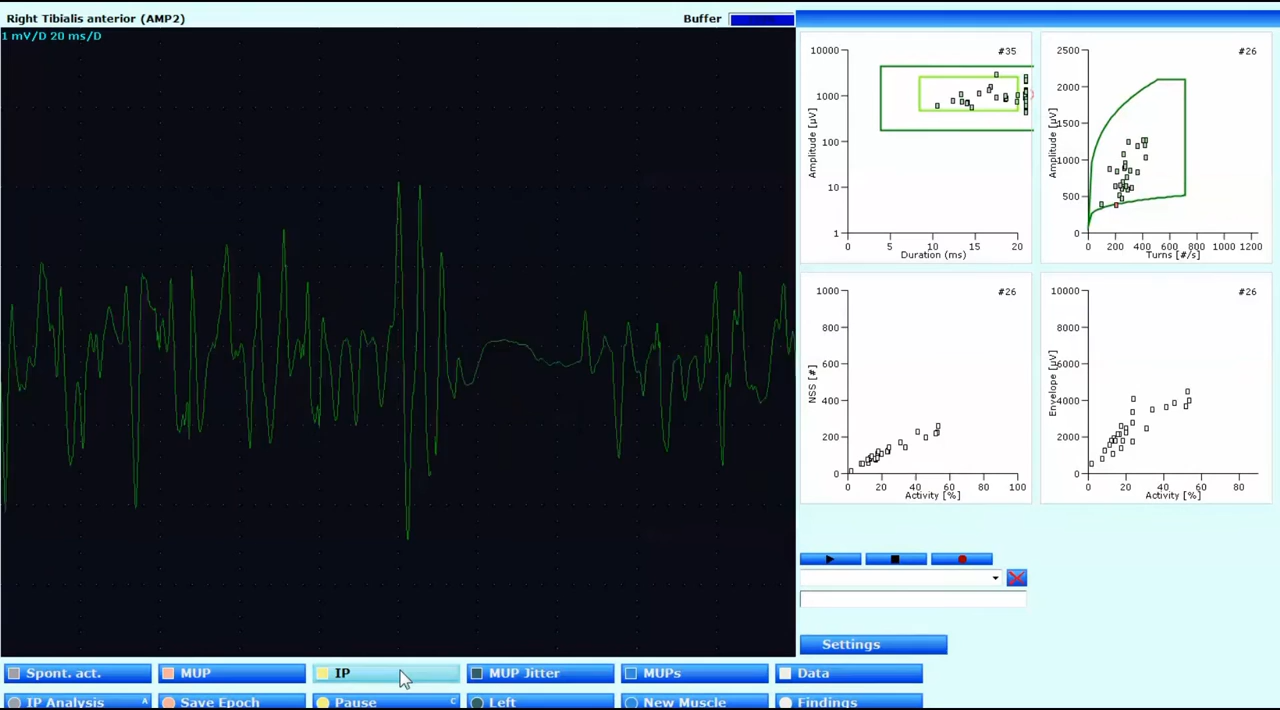 Right Tibialis anterior (AMP2)
Buffer
1 mV/D 20 ms/D
#35
10000
1000
100
10
1
Amplitude [µV]
0 5 10 15 20
Duration (ms)
#26
2500
2000
1500
1000
500
0
Amplitude [µV]
0 200 400 600 800 1000 1200
Turns [#/s]
#26
1000
800
600
400
200
0
NSS [#]
0 20 40 60 80 100
Activity [%]
#26
10000
8000
6000
4000
2000
0
Envelope [µV]
0 20 40 60 80
Activity [%]
Settings
Spont. act. MUP IP MUP Jitter MUPs Data
IP Analysis A Save Epoch Pause C Left New Muscle Findings